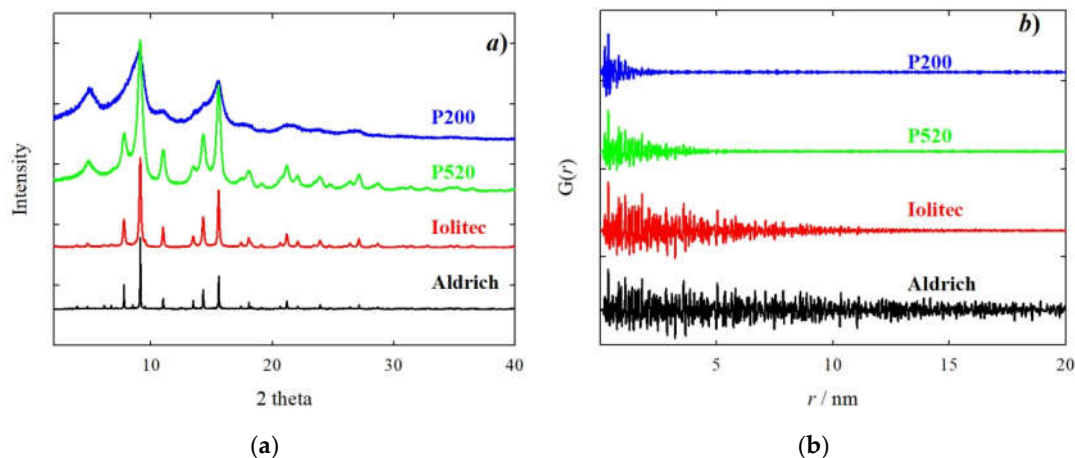 a)
P200
P520
Iolitec
Aldrich
Intensity
10
20
30
40
2 theta
(a)
b)
P200
P520
Iolitec
Aldrich
G(r)
0
5
10
15
20
r / nm
(b)